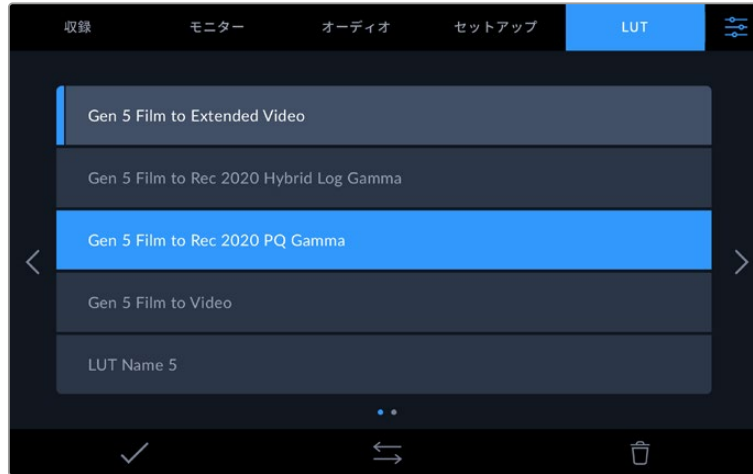 収録 モニター オーディオ セットアップ LUT
Gen 5 Film to Extended Video
Gen 5 Film to Rec 2020 Hybrid Log Gamma
Gen 5 Film to Rec 2020 PQ Gamma
Gen 5 Film to Video
LUT Name 5